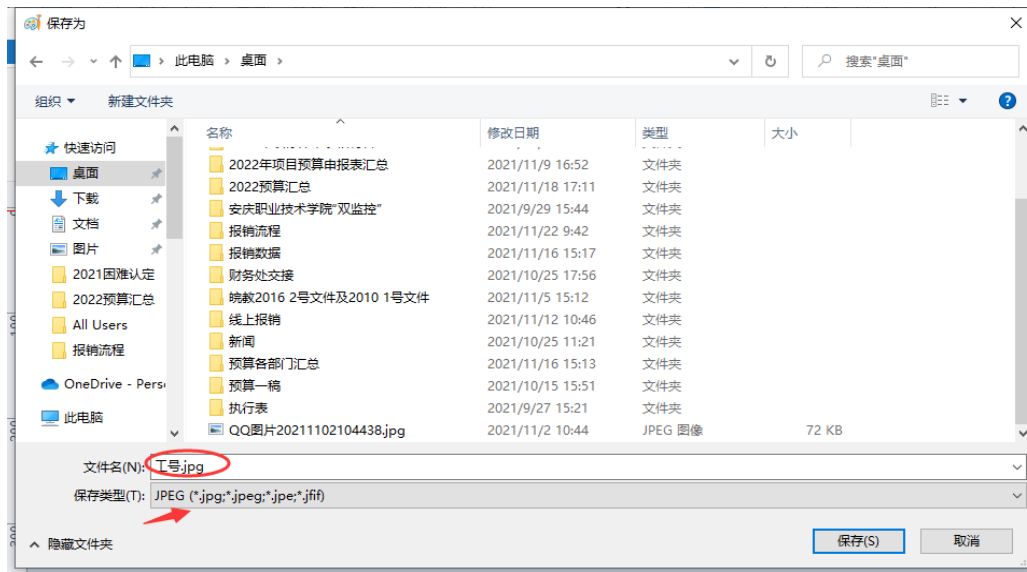 保存为
此电脑 › 桌面 ›
搜索"桌面"
组织 新建文件夹
名称 修改日期 类型 大小
快速访问
桌面
下载
文档
图片
2021困难认定
2022预算汇总
All Users
报销流程
OneDrive - Pers
此电脑
2022年项目预算申报表汇总 2021/11/9 16:52 文件夹
2022预算汇总 2021/11/18 17:11 文件夹
安庆职业技术学院“双监控” 2021/9/29 15:44 文件夹
报销流程 2021/11/22 9:42 文件夹
报销数据 2021/11/16 15:17 文件夹
财务处交接 2021/10/25 17:56 文件夹
皖教2016 2号文件及2010 1号文件 2021/11/5 15:12 文件夹
线上报销 2021/11/12 10:46 文件夹
新闻 2021/10/25 11:21 文件夹
预算各部门汇总 2021/11/16 15:13 文件夹
预算一稿 2021/10/15 15:51 文件夹
执行表 2021/9/27 15:21 文件夹
QQ图片20211102104438.jpg 2021/11/2 10:44 JPEG 图像 72 KB
文件名(N): 工号.jpg
保存类型(T): JPEG (*.jpg;*.jpeg;*.jpe;*.jfif)
隐藏文件夹
保存(S) 取消